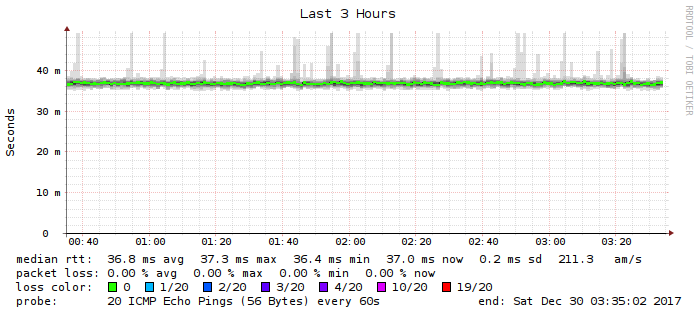 Last 3 Hours
RRDTOOL / TOBI OETIKER
Seconds
40 m
30 m
20 m
10 m
0
00:40 01:00 01:20 01:40 02:00 02:20 02:40 03:00 03:20
median rtt: 36.8 ms avg 37.3 ms max 36.4 ms min 37.0 ms now 0.2 ms sd 211.3 am/s
packet loss: 0.00 % avg 0.00 % max 0.00 % min 0.00 % now
loss color: 0 1/20 2/20 3/20 4/20 10/20 19/20
probe: 20 ICMP Echo Pings (56 Bytes) every 60s end: Sat Dec 30 03:35:02 2017